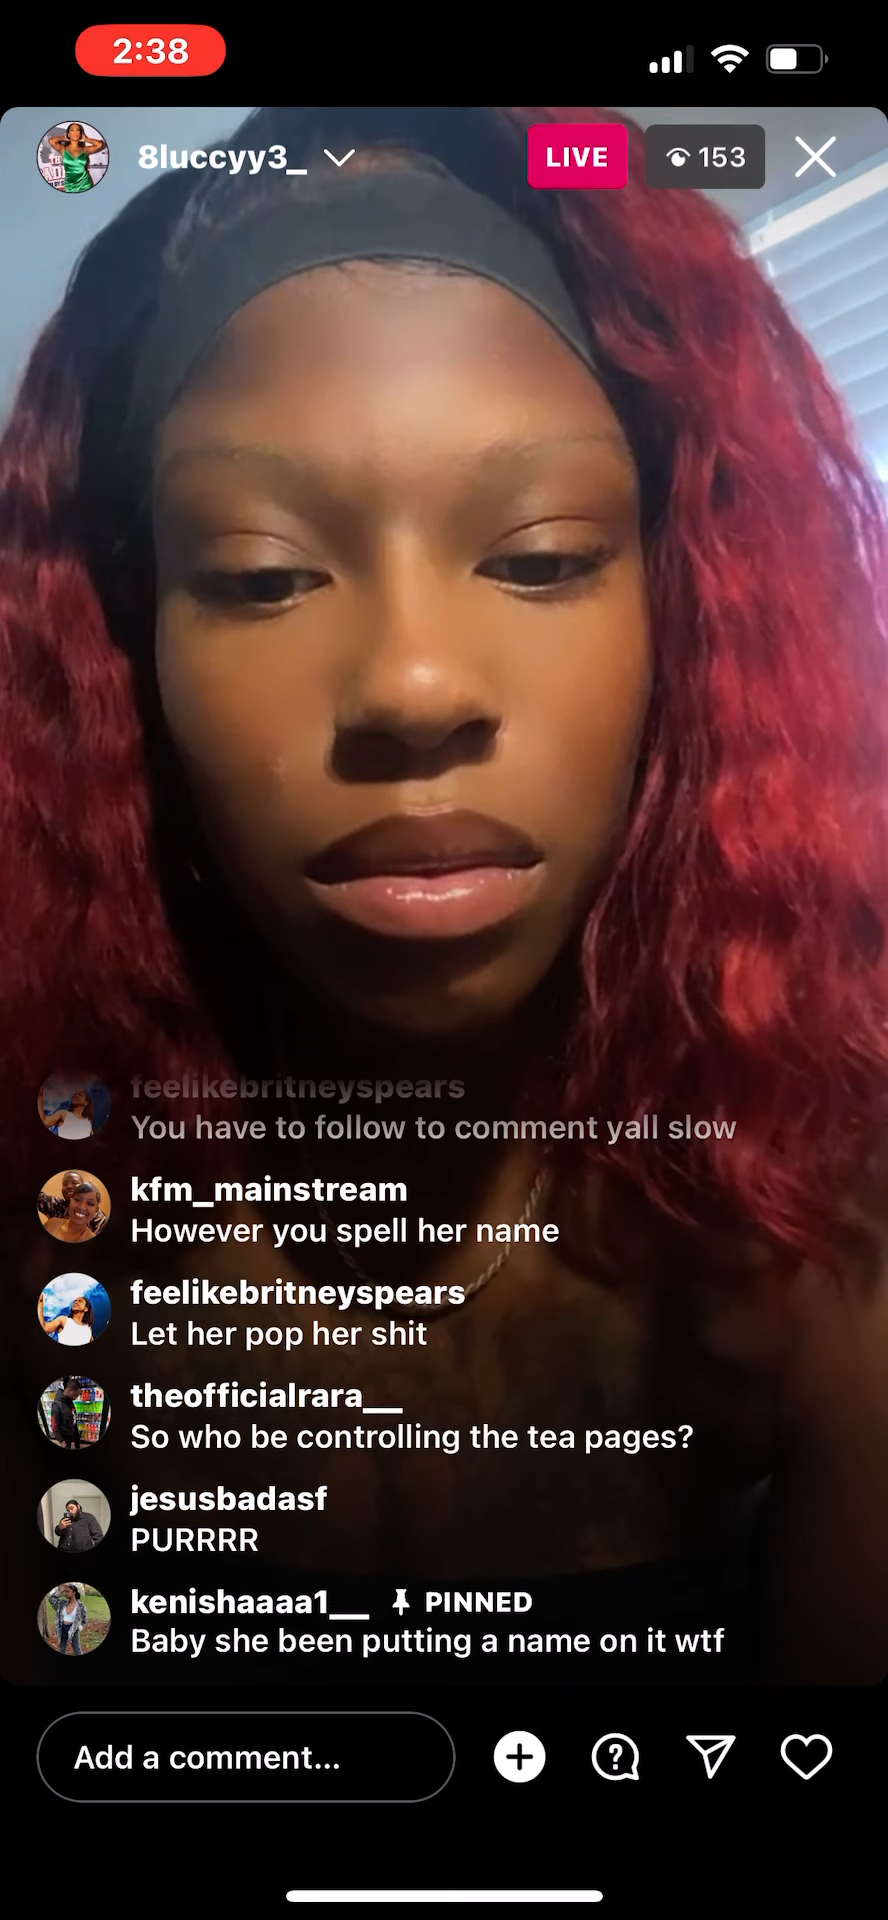 2:38
8luccyy3_
LIVE
153
feelikebritneyspears
You have to follow to comment yall slow
kfm_mainstream
However you spell her name
feelikebritneyspears
Let her pop her shit
theofficialrara__
So who be controlling the tea pages?
jesusbadasf
PURRRR
kenishaaaa1__ PINNED
Baby she been putting a name on it wtf
Add a comment...